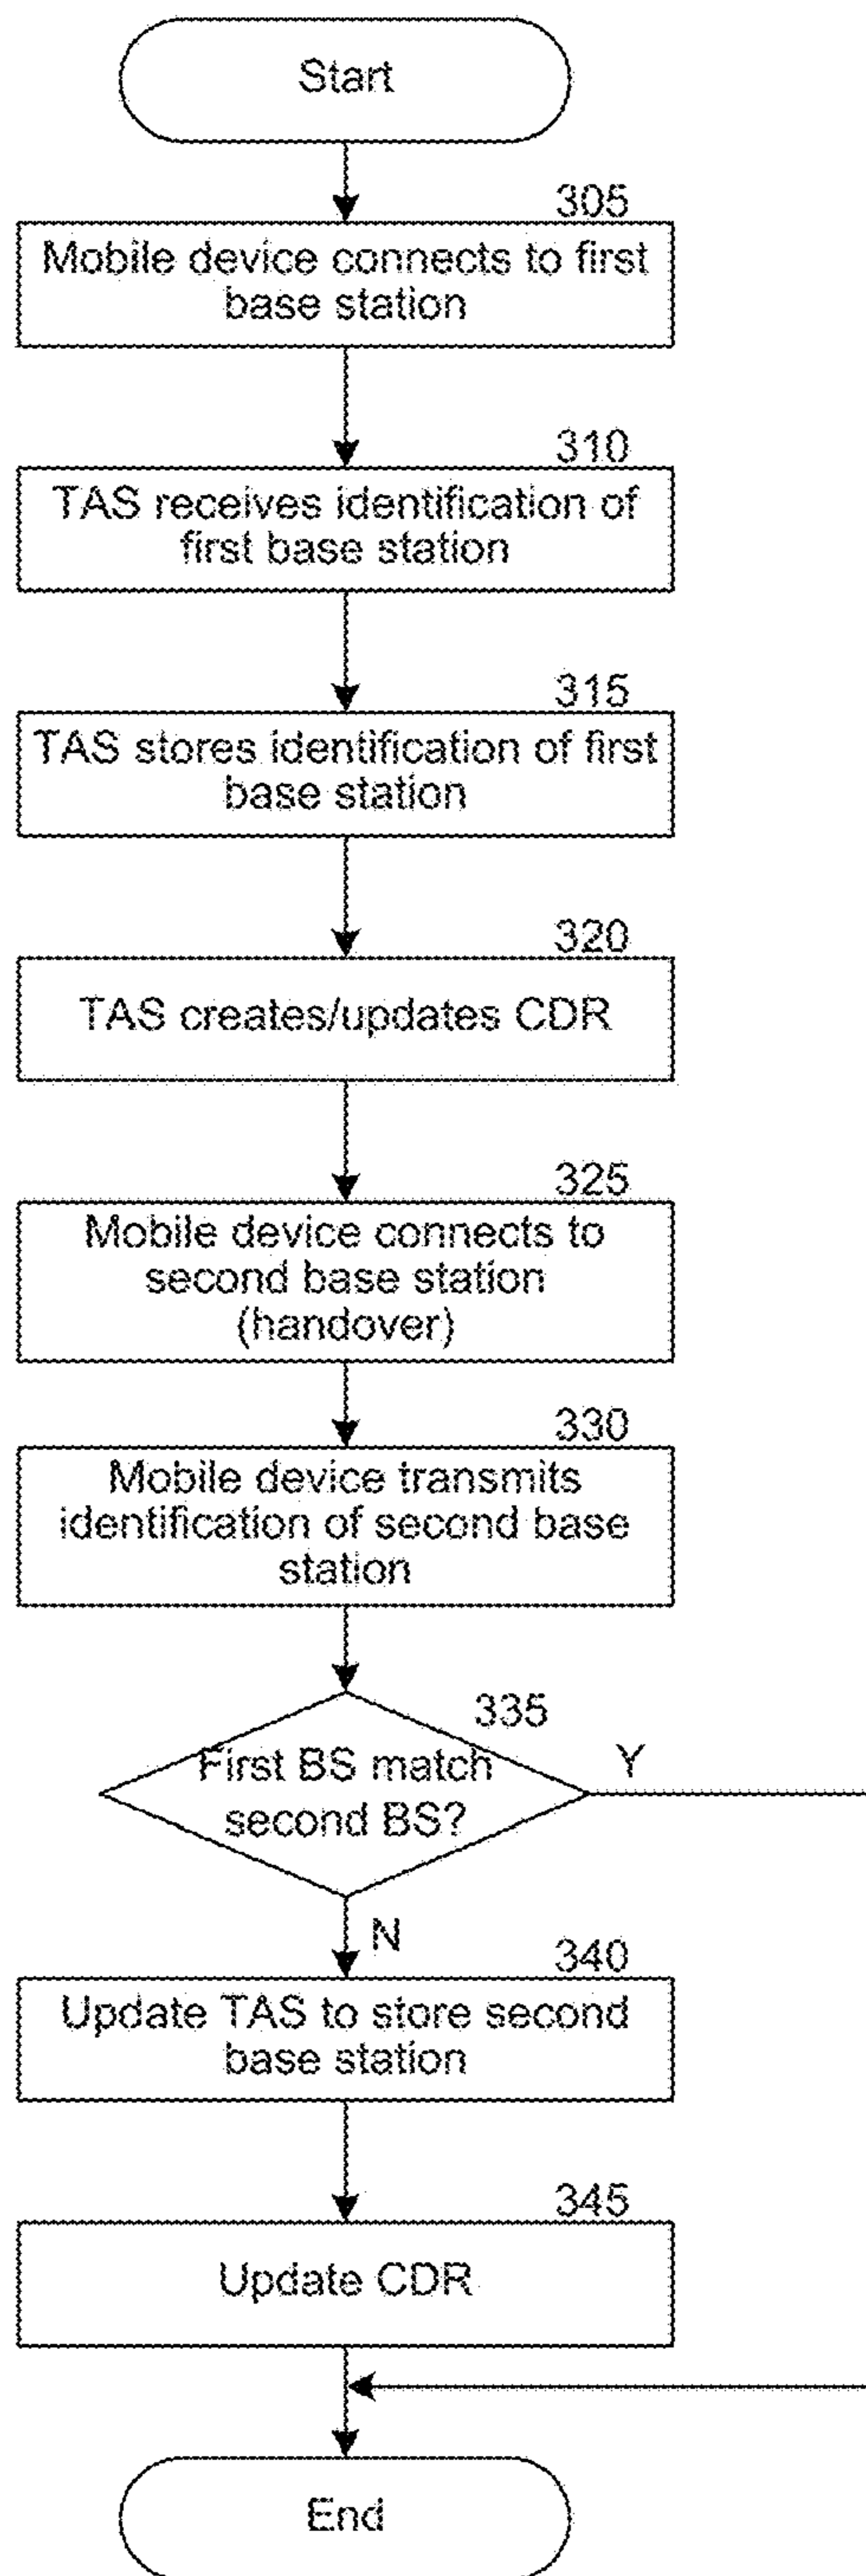 Start
305
Mobile device connects to first
base station
310
TAS receives identification of
first base station
315
TAS stores identification of first
base station
320
TAS creates/updates CDR
325
Mobile device connects to
second base station
(handover)
330
Mobile device transmits
identification of second base
station
335
First BS match
second BS?
Y
N
340
Update TAS to store second
base station
345
Update CDR
End